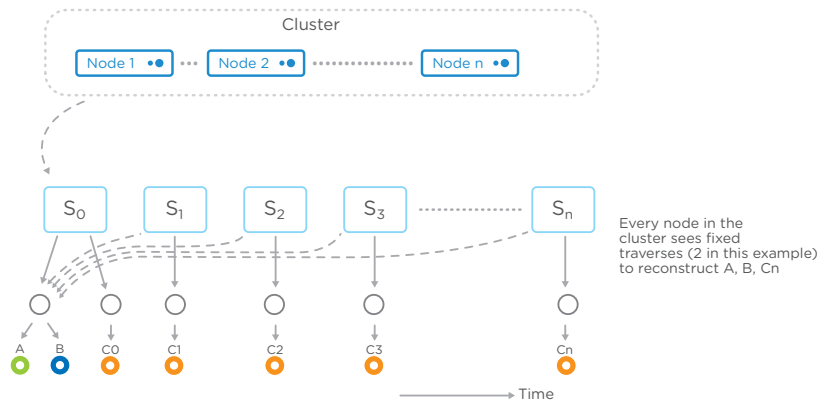 Cluster
Node 1
Node 2
Node n
S0
S1
S2
S3
Sn
Every node in the
cluster sees fixed
traverses (2 in this example)
to reconstruct A, B, Cn
A
B
C0
C1
C2
C3
Cn
Time